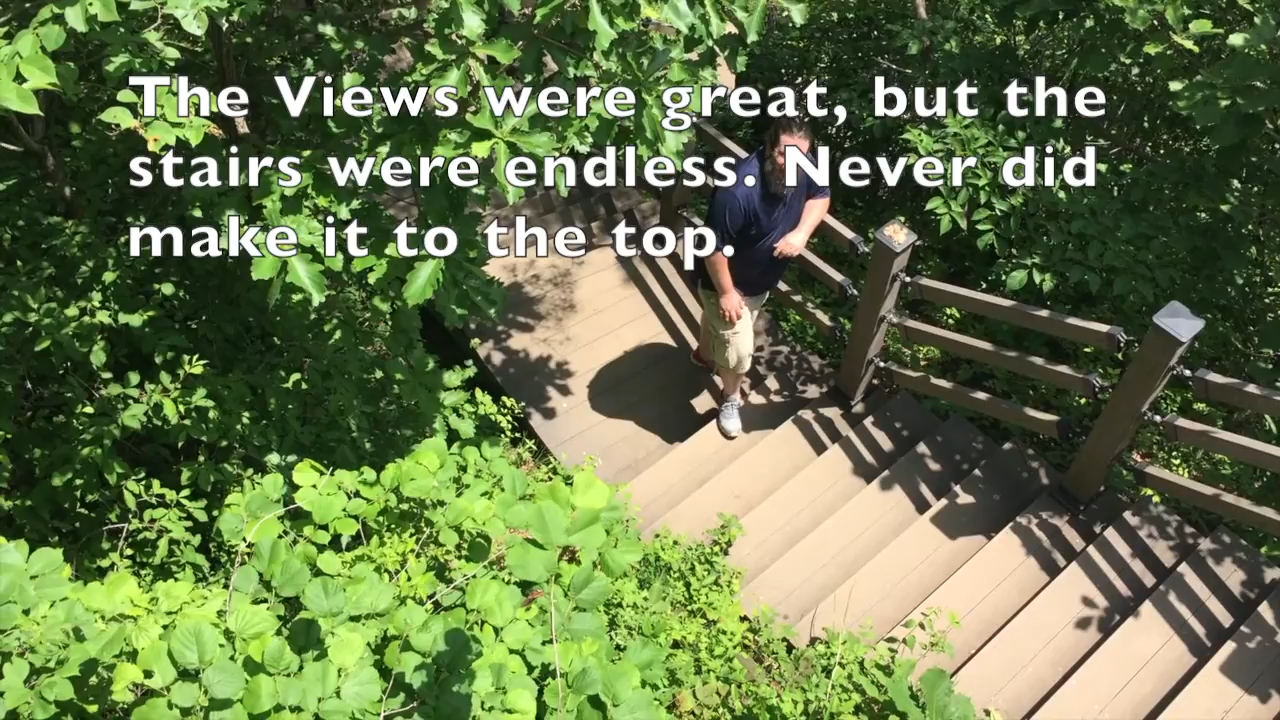 The Views were great, but the
stairs were endless. Never did
make it to the top.